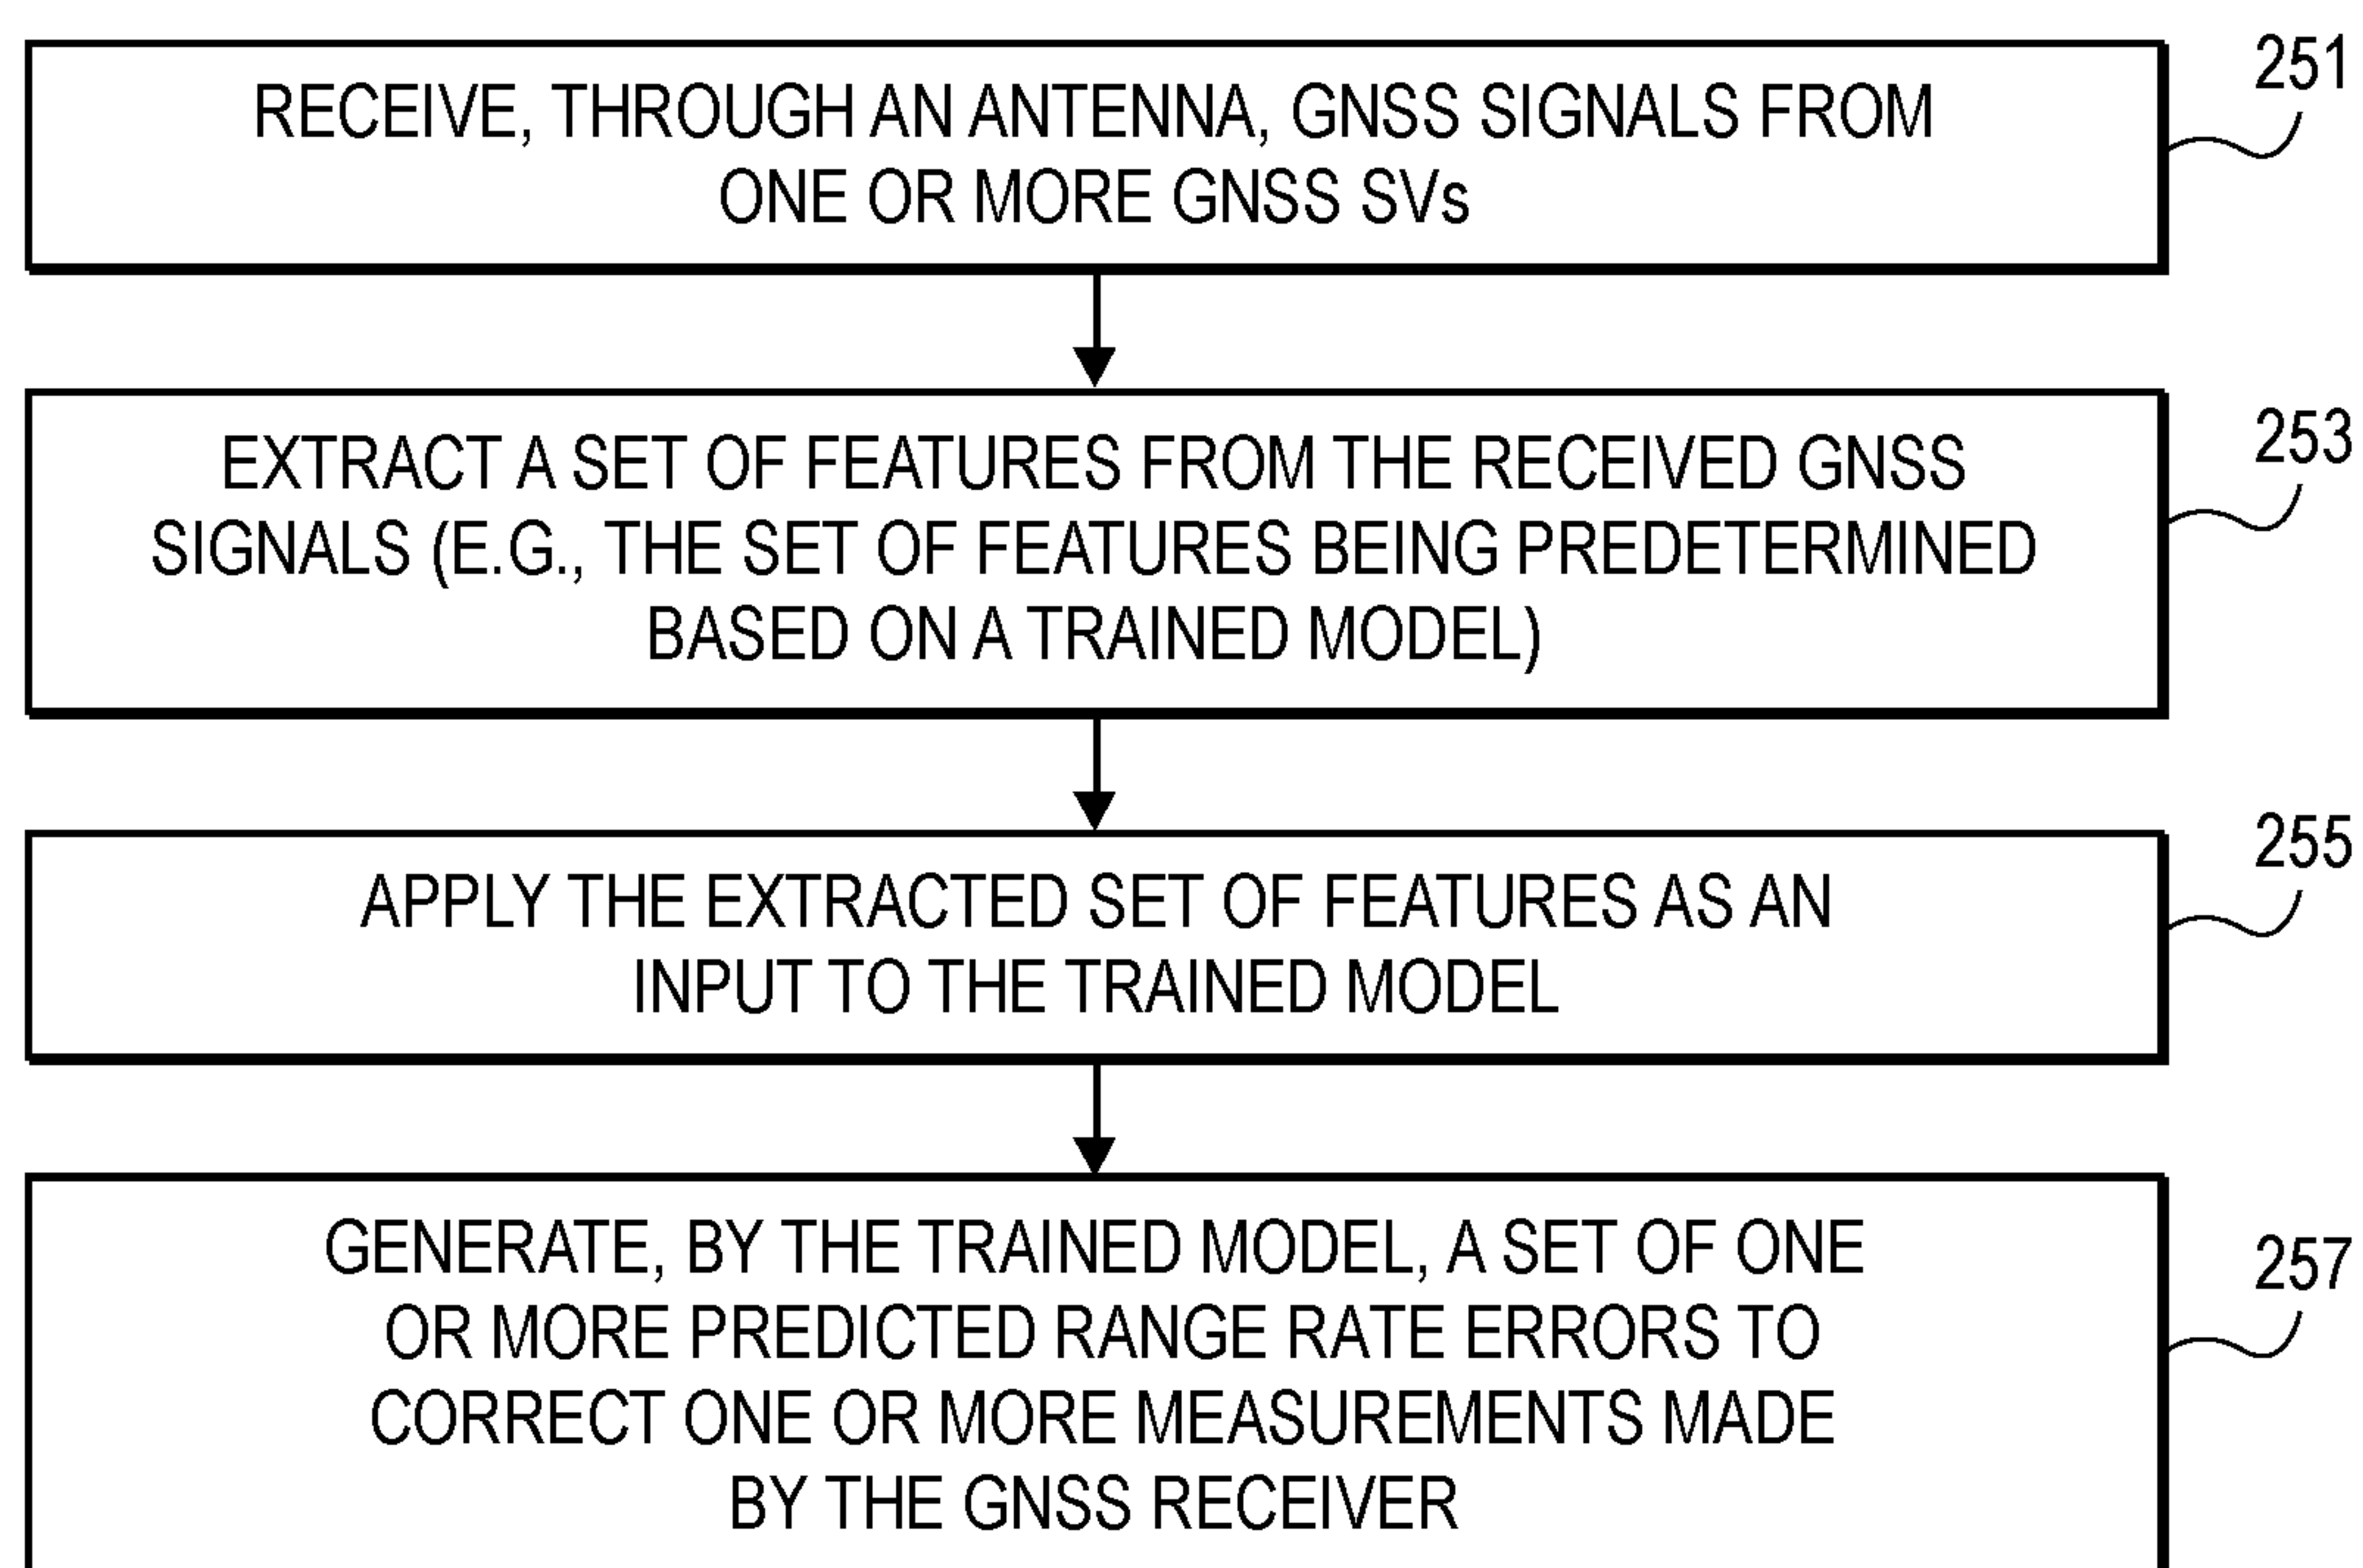 RECEIVE, THROUGH AN ANTENNA, GNSS SIGNALS FROM
ONE OR MORE GNSS SVs
251
EXTRACT A SET OF FEATURES FROM THE RECEIVED GNSS
SIGNALS (E.G., THE SET OF FEATURES BEING PREDETERMINED
BASED ON A TRAINED MODEL)
253
APPLY THE EXTRACTED SET OF FEATURES AS AN
INPUT TO THE TRAINED MODEL
255
GENERATE, BY THE TRAINED MODEL, A SET OF ONE
OR MORE PREDICTED RANGE RATE ERRORS TO
CORRECT ONE OR MORE MEASUREMENTS MADE
BY THE GNSS RECEIVER
257